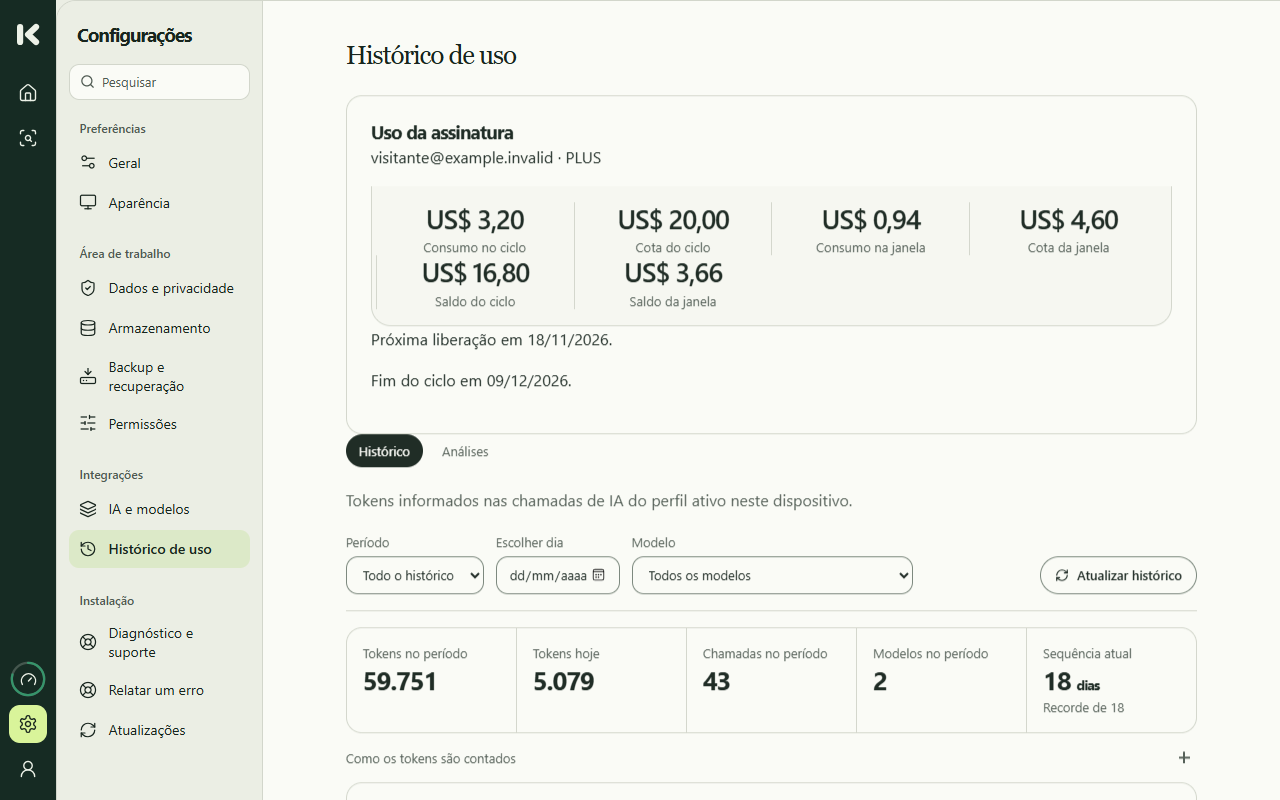 Configurações
Pesquisar
Preferências
Geral
Aparência
Área de trabalho
Dados e privacidade
Armazenamento
Backup e
recuperação
Permissões
Integrações
IA e modelos
Histórico de uso
Instalação
Diagnóstico e
suporte
Relatar um erro
Atualizações
Histórico de uso
Uso da assinatura
visitante@example.invalid · PLUS
US$ 3,20
Consumo no ciclo
US$ 20,00
Cota do ciclo
US$ 0,94
Consumo na janela
US$ 4,60
Cota da janela
US$ 16,80
Saldo do ciclo
US$ 3,66
Saldo da janela
Próxima liberação em 18/11/2026.
Fim do ciclo em 09/12/2026.
Histórico
Análises
Tokens informados nas chamadas de IA do perfil ativo neste dispositivo.
Período
Todo o histórico
Escolher dia
dd/mm/aaaa
Modelo
Todos os modelos
Atualizar histórico
Tokens no período
59.751
Tokens hoje
5.079
Chamadas no período
43
Modelos no período
2
Sequência atual
18 dias
Recorde de 18
Como os tokens são contados